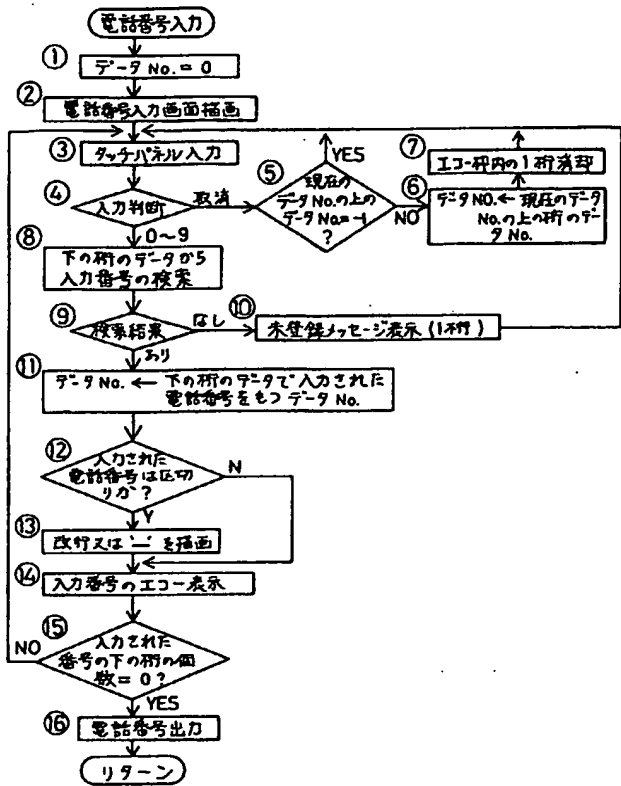 電話番号入力
① データNo.=0
② 電話番号入力画面描画
③ タッチパネル入力
④ 入力判断
取消
0~9
⑤ 現在の
データNo.の上の
データNo.=-1
?
YES
NO
⑥ データNO.← 現在のデータ
No.の上の桁のデー
タNo.
⑦ エコー枠内の1桁消却
⑧ 下の桁のデータから
入力番号の検索
⑨ 検索結果
なし
あり
⑩ 未登録メッセージ表示(1行)
⑪ データNo. ← 下の桁のデータで入力された
電話番号をもつデータNo.
⑫ 入力された
電話番号は区切
りか?
N
Y
⑬ 改行又は'-'を描画
⑭ 入力番号のエコー表示
⑮ 入力された
番号の下の桁の個
数=0?
NO
YES
⑯ 電話番号出力
リターン